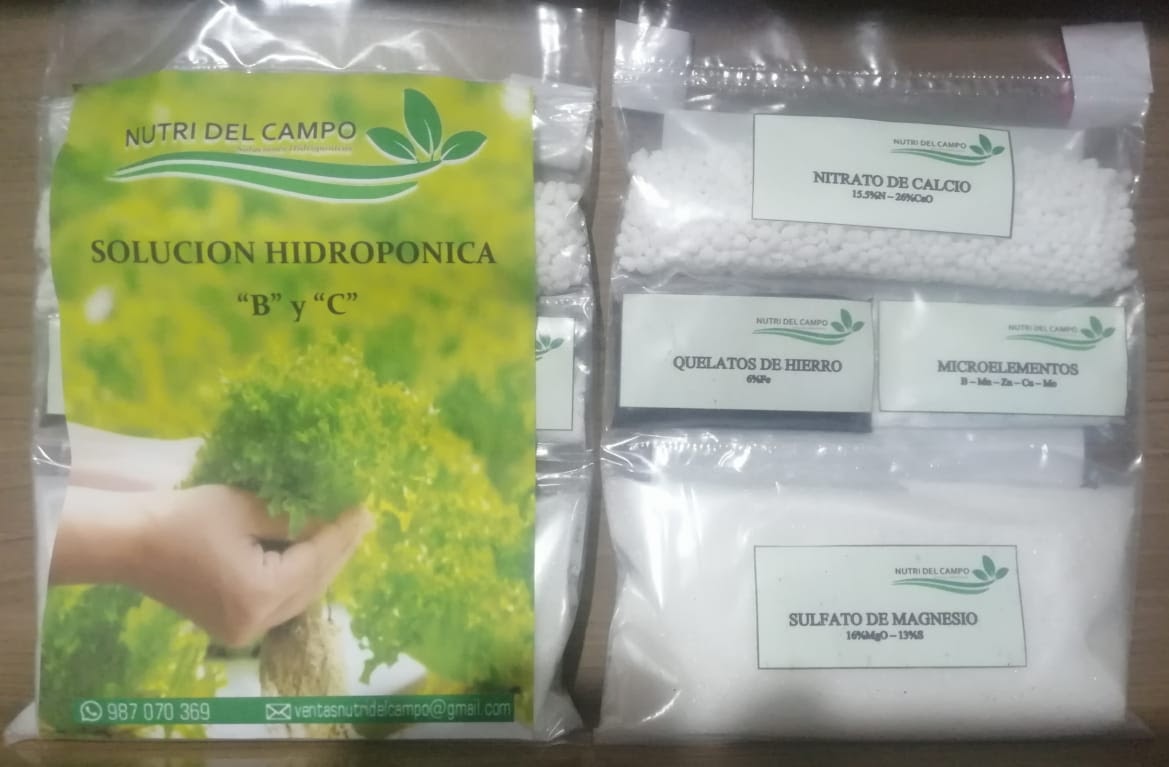 NUTRI DEL CAMPO
Soluciones Hidroponicas
SOLUCION HIDROPONICA
“B” y “C”
987 070 369
ventasnutridelcampo@gmail.com
NUTRI DEL CAMPO
NITRATO DE CALCIO
15.5%N – 26%CaO
NUTRI DEL CAMPO
QUELATOS DE HIERRO
6%Fe
NUTRI DEL CAMPO
MICROELEMENTOS
B – Mn – Zn – Cu – Mo
NUTRI DEL CAMPO
SULFATO DE MAGNESIO
16%MgO – 13%S